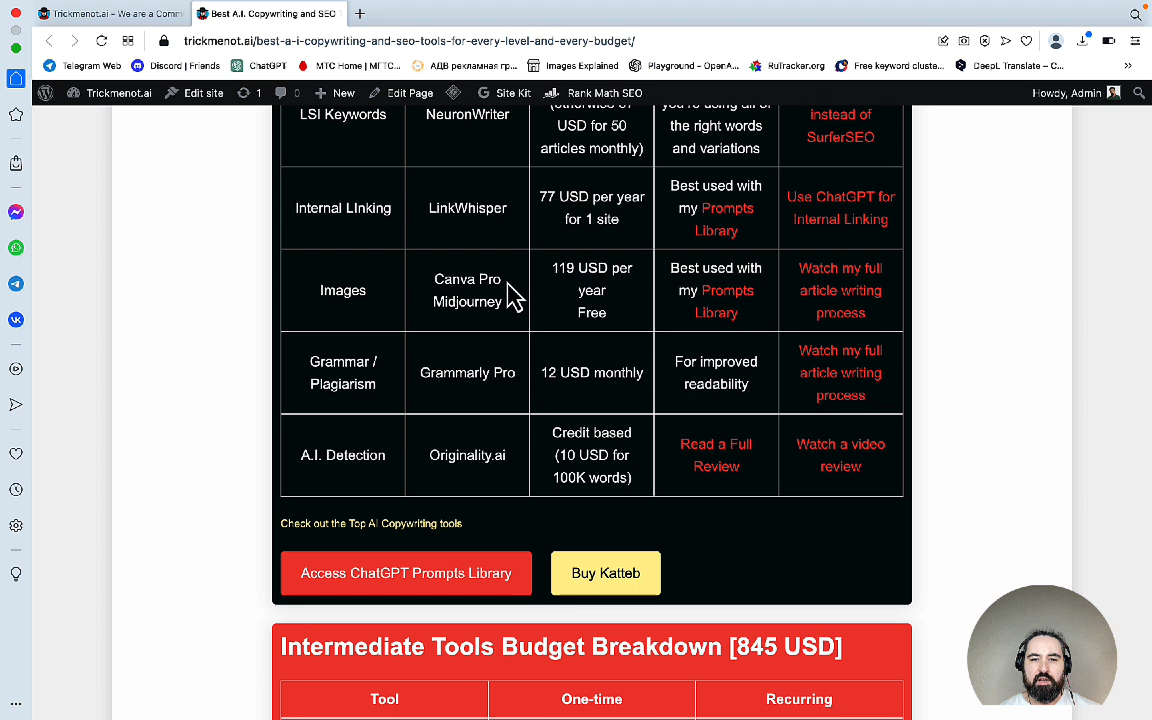 Trickmenot.ai – We are a Comm
Best A.I. Copywriting and SEO T
trickmenot.ai/best-a-i-copywriting-and-seo-tools-for-every-level-and-every-budget/
Telegram Web
Discord | Friends
ChatGPT
МТС Home | МГТС...
АДВ рекламная гр...
Images Explained
Playground – OpenA...
RuTracker.org
Free keyword cluste...
DeepL Translate – C...
Trickmenot.ai
Edit site
1
0
New
Edit Page
Site Kit
Rank Math SEO
Howdy, Admin
LSI Keywords
NeuronWriter
USD for 50
articles monthly)
the right words
and variations
instead of
SurferSEO
Internal LInking
LinkWhisper
77 USD per year
for 1 site
Best used with
my Prompts
Library
Use ChatGPT for
Internal Linking
Images
Canva Pro
Midjourney
119 USD per
year
Free
Best used with
my Prompts
Library
Watch my full
article writing
process
Grammar /
Plagiarism
Grammarly Pro
12 USD monthly
For improved
readability
Watch my full
article writing
process
A.I. Detection
Originality.ai
Credit based
(10 USD for
100K words)
Read a Full
Review
Watch a video
review
Check out the Top AI Copywriting tools
Access ChatGPT Prompts Library
Buy Katteb
Intermediate Tools Budget Breakdown [845 USD]
Tool
One-time
Recurring